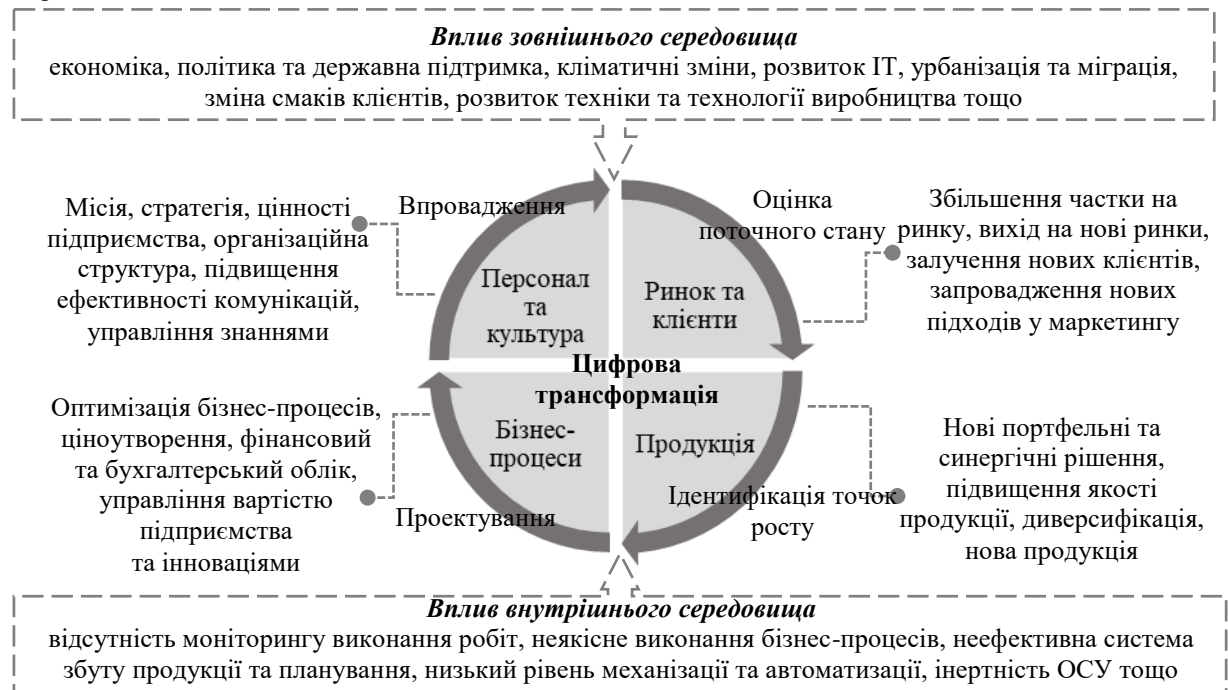 Вплив зовнішнього середовища
економіка, політика та державна підтримка, кліматичні зміни, розвиток ІТ, урбанізація та міграція,
зміна смаків клієнтів, розвиток техніки та технології виробництва тощо
Місія, стратегія, цінності
підприємства, організаційна
структура, підвищення
ефективності комунікацій,
управління знаннями
Впровадження
Оцінка
поточного стану
Збільшення частки на
ринку, вихід на нові ринки,
залучення нових клієнтів,
запровадження нових
підходів у маркетингу
Персонал
та
культура
Ринок та
клієнти
Цифрова
трансформація
Оптимізація бізнес-процесів,
ціноутворення, фінансовий
та бухгалтерський облік,
управління вартістю
підприємства
та інноваціями
Бізнес-
процеси
Продукція
Проектування
Ідентифікація точок
росту
Нові портфельні та
синергічні рішення,
підвищення якості
продукції, диверсифікація,
нова продукція
Вплив внутрішнього середовища
відсутність моніторингу виконання робіт, неякісне виконання бізнес-процесів, неефективна система
збуту продукції та планування, низький рівень механізації та автоматизації, інертність ОСУ тощо